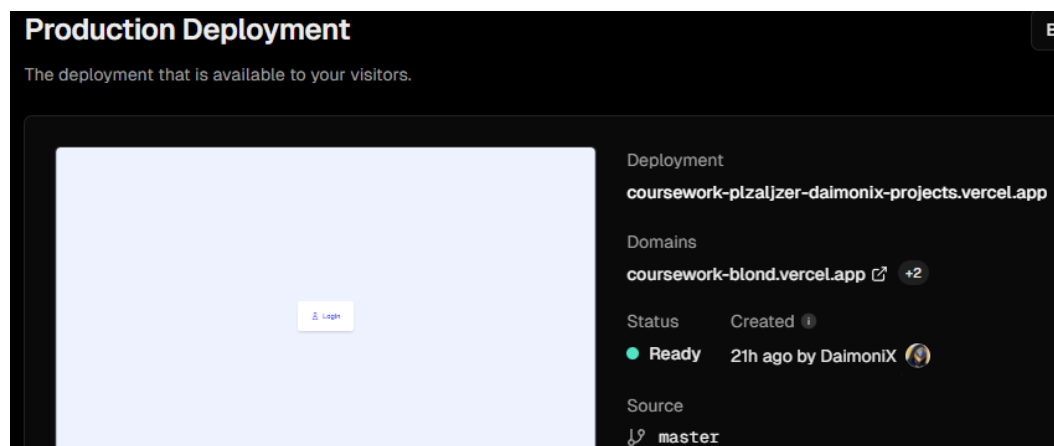 Production Deployment
The deployment that is available to your visitors.
Login
Deployment
coursework-plzaljzer-daimonix-projects.vercel.app
Domains
coursework-blond.vercel.app +2
Status Created
Ready 21h ago by DaimoniX
Source
master